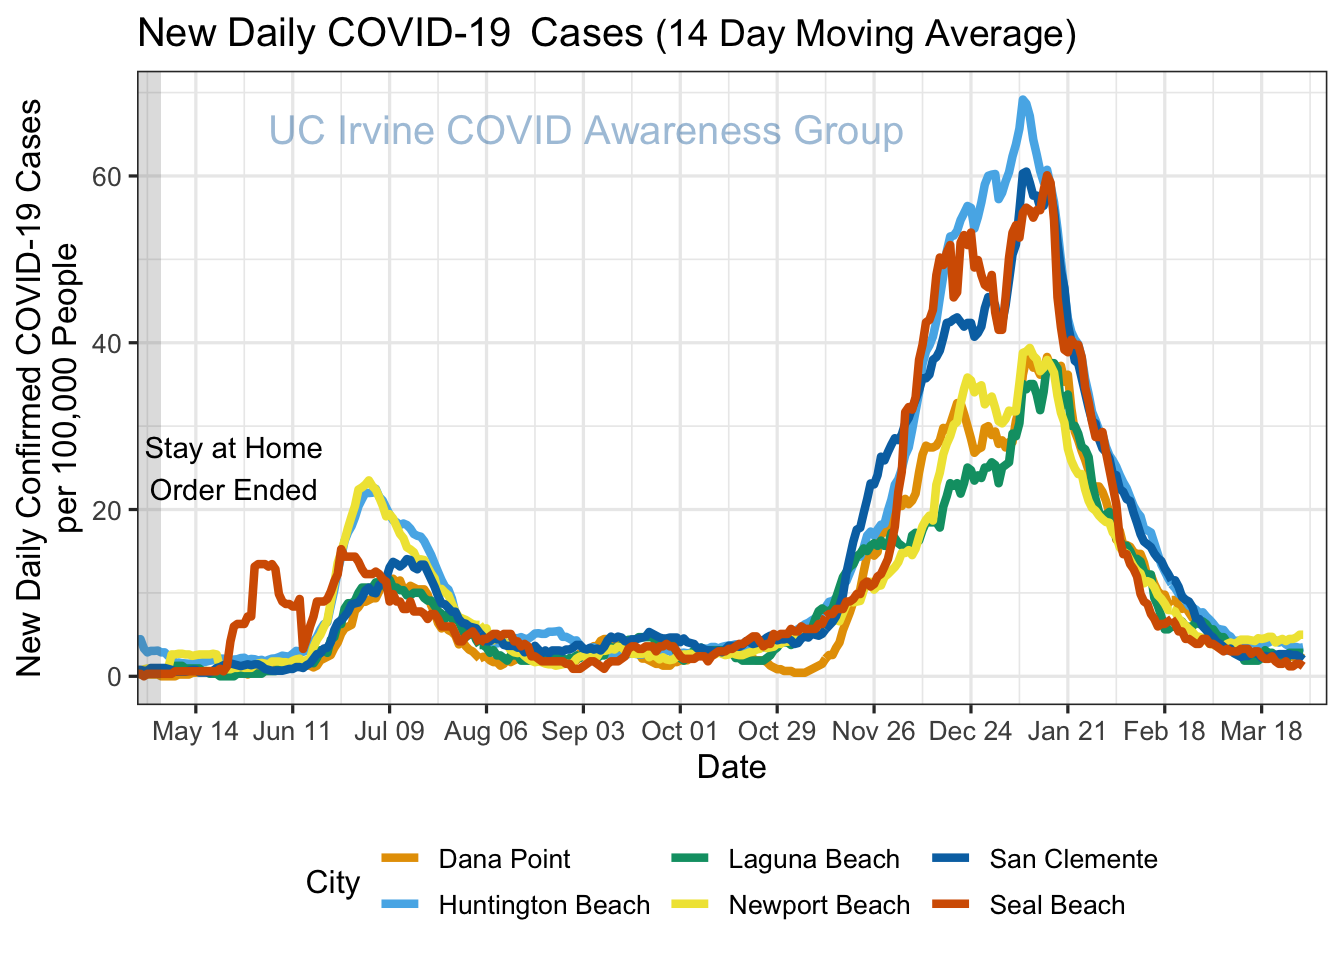 New Daily COVID-19 Cases (14 Day Moving Average)
UC Irvine COVID Awareness Group
New Daily Confirmed COVID-19 Cases
per 100,000 People
60
40
20
0
Stay at Home
Order Ended
May 14 Jun 11 Jul 09 Aug 06 Sep 03 Oct 01 Oct 29 Nov 26 Dec 24 Jan 21 Feb 18 Mar 18
Date
City
Dana Point Laguna Beach San Clemente
Huntington Beach Newport Beach Seal Beach